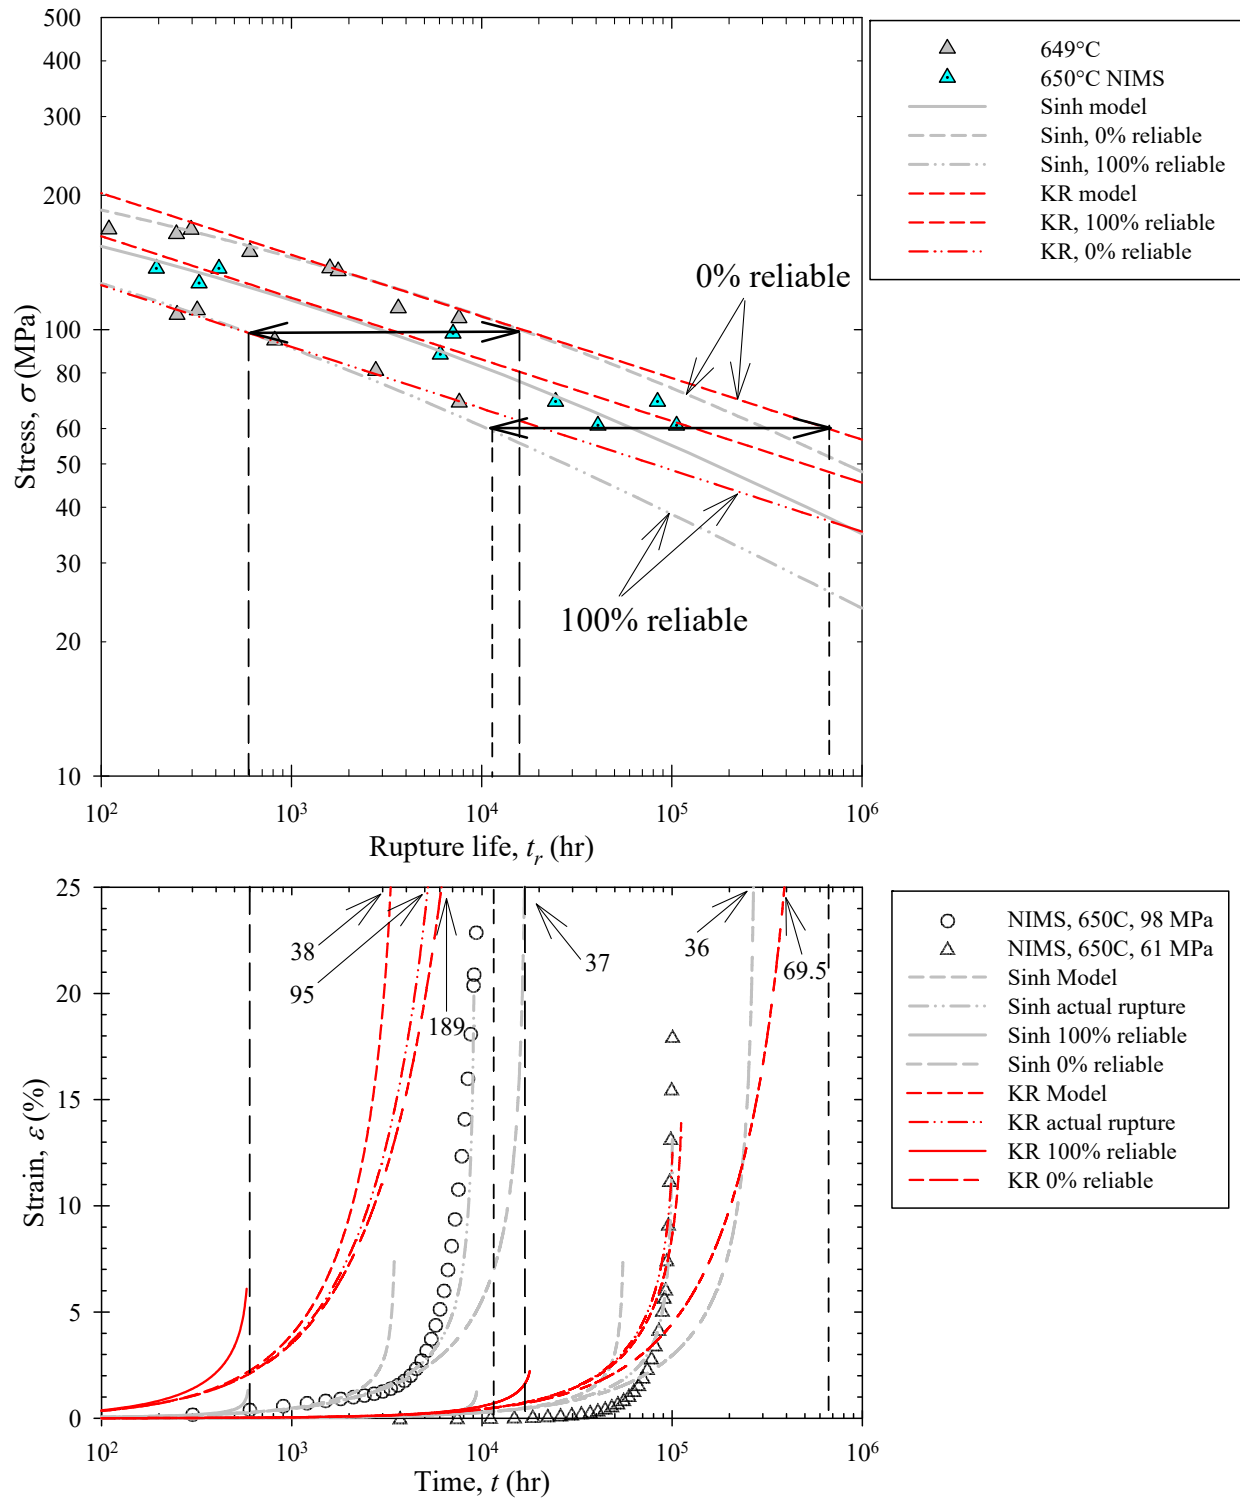 500
400
300
200
100
80
60
50
40
30
20
10
Stress, σ (MPa)
10²
10³
10⁴
10⁵
10⁶
Rupture life, tᵣ (hr)
0% reliable
100% reliable
649°C
650°C NIMS
Sinh model
Sinh, 0% reliable
Sinh, 100% reliable
KR model
KR, 100% reliable
KR, 0% reliable
25
20
15
10
5
0
Strain, ε (%)
38
95
189
37
36
69.5
10²
10³
10⁴
10⁵
10⁶
Time, t (hr)
NIMS, 650C, 98 MPa
NIMS, 650C, 61 MPa
Sinh Model
Sinh actual rupture
Sinh 100% reliable
Sinh 0% reliable
KR Model
KR actual rupture
KR 100% reliable
KR 0% reliable